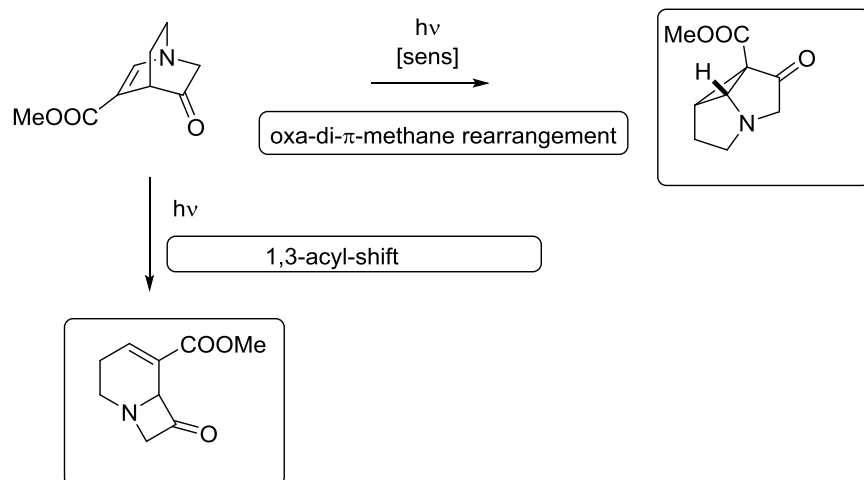 hν
[sens]
oxa-di-π-methane rearrangement
N
MeOOC
O
MeOOC
H
O
N
hν
1,3-acyl-shift
COOMe
N
O